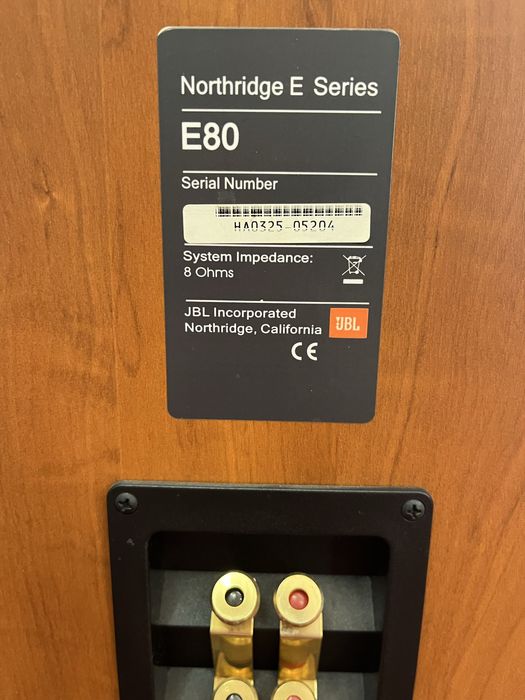 Northridge E Series
E80
Serial Number
HA0325-05204
System Impedance:
8 Ohms
JBL Incorporated
Northridge, California
JBL
CE